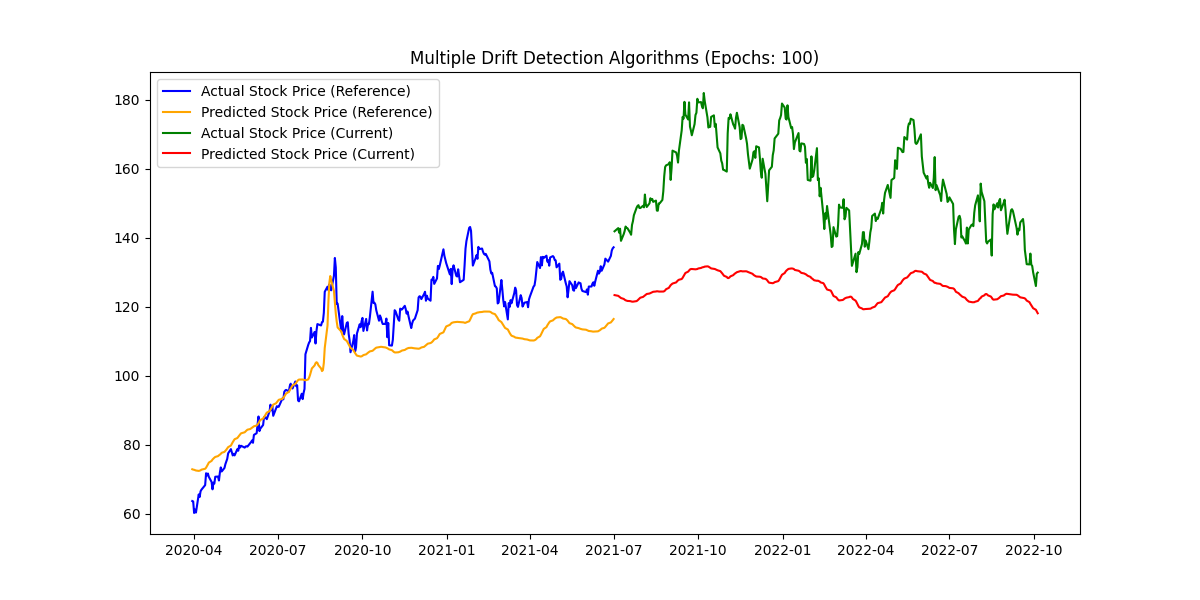 Multiple Drift Detection Algorithms (Epochs: 100)
Actual Stock Price (Reference)
Predicted Stock Price (Reference)
Actual Stock Price (Current)
Predicted Stock Price (Current)
180
160
140
120
100
80
60
2020-04 2020-07 2020-10 2021-01 2021-04 2021-07 2021-10 2022-01 2022-04 2022-07 2022-10